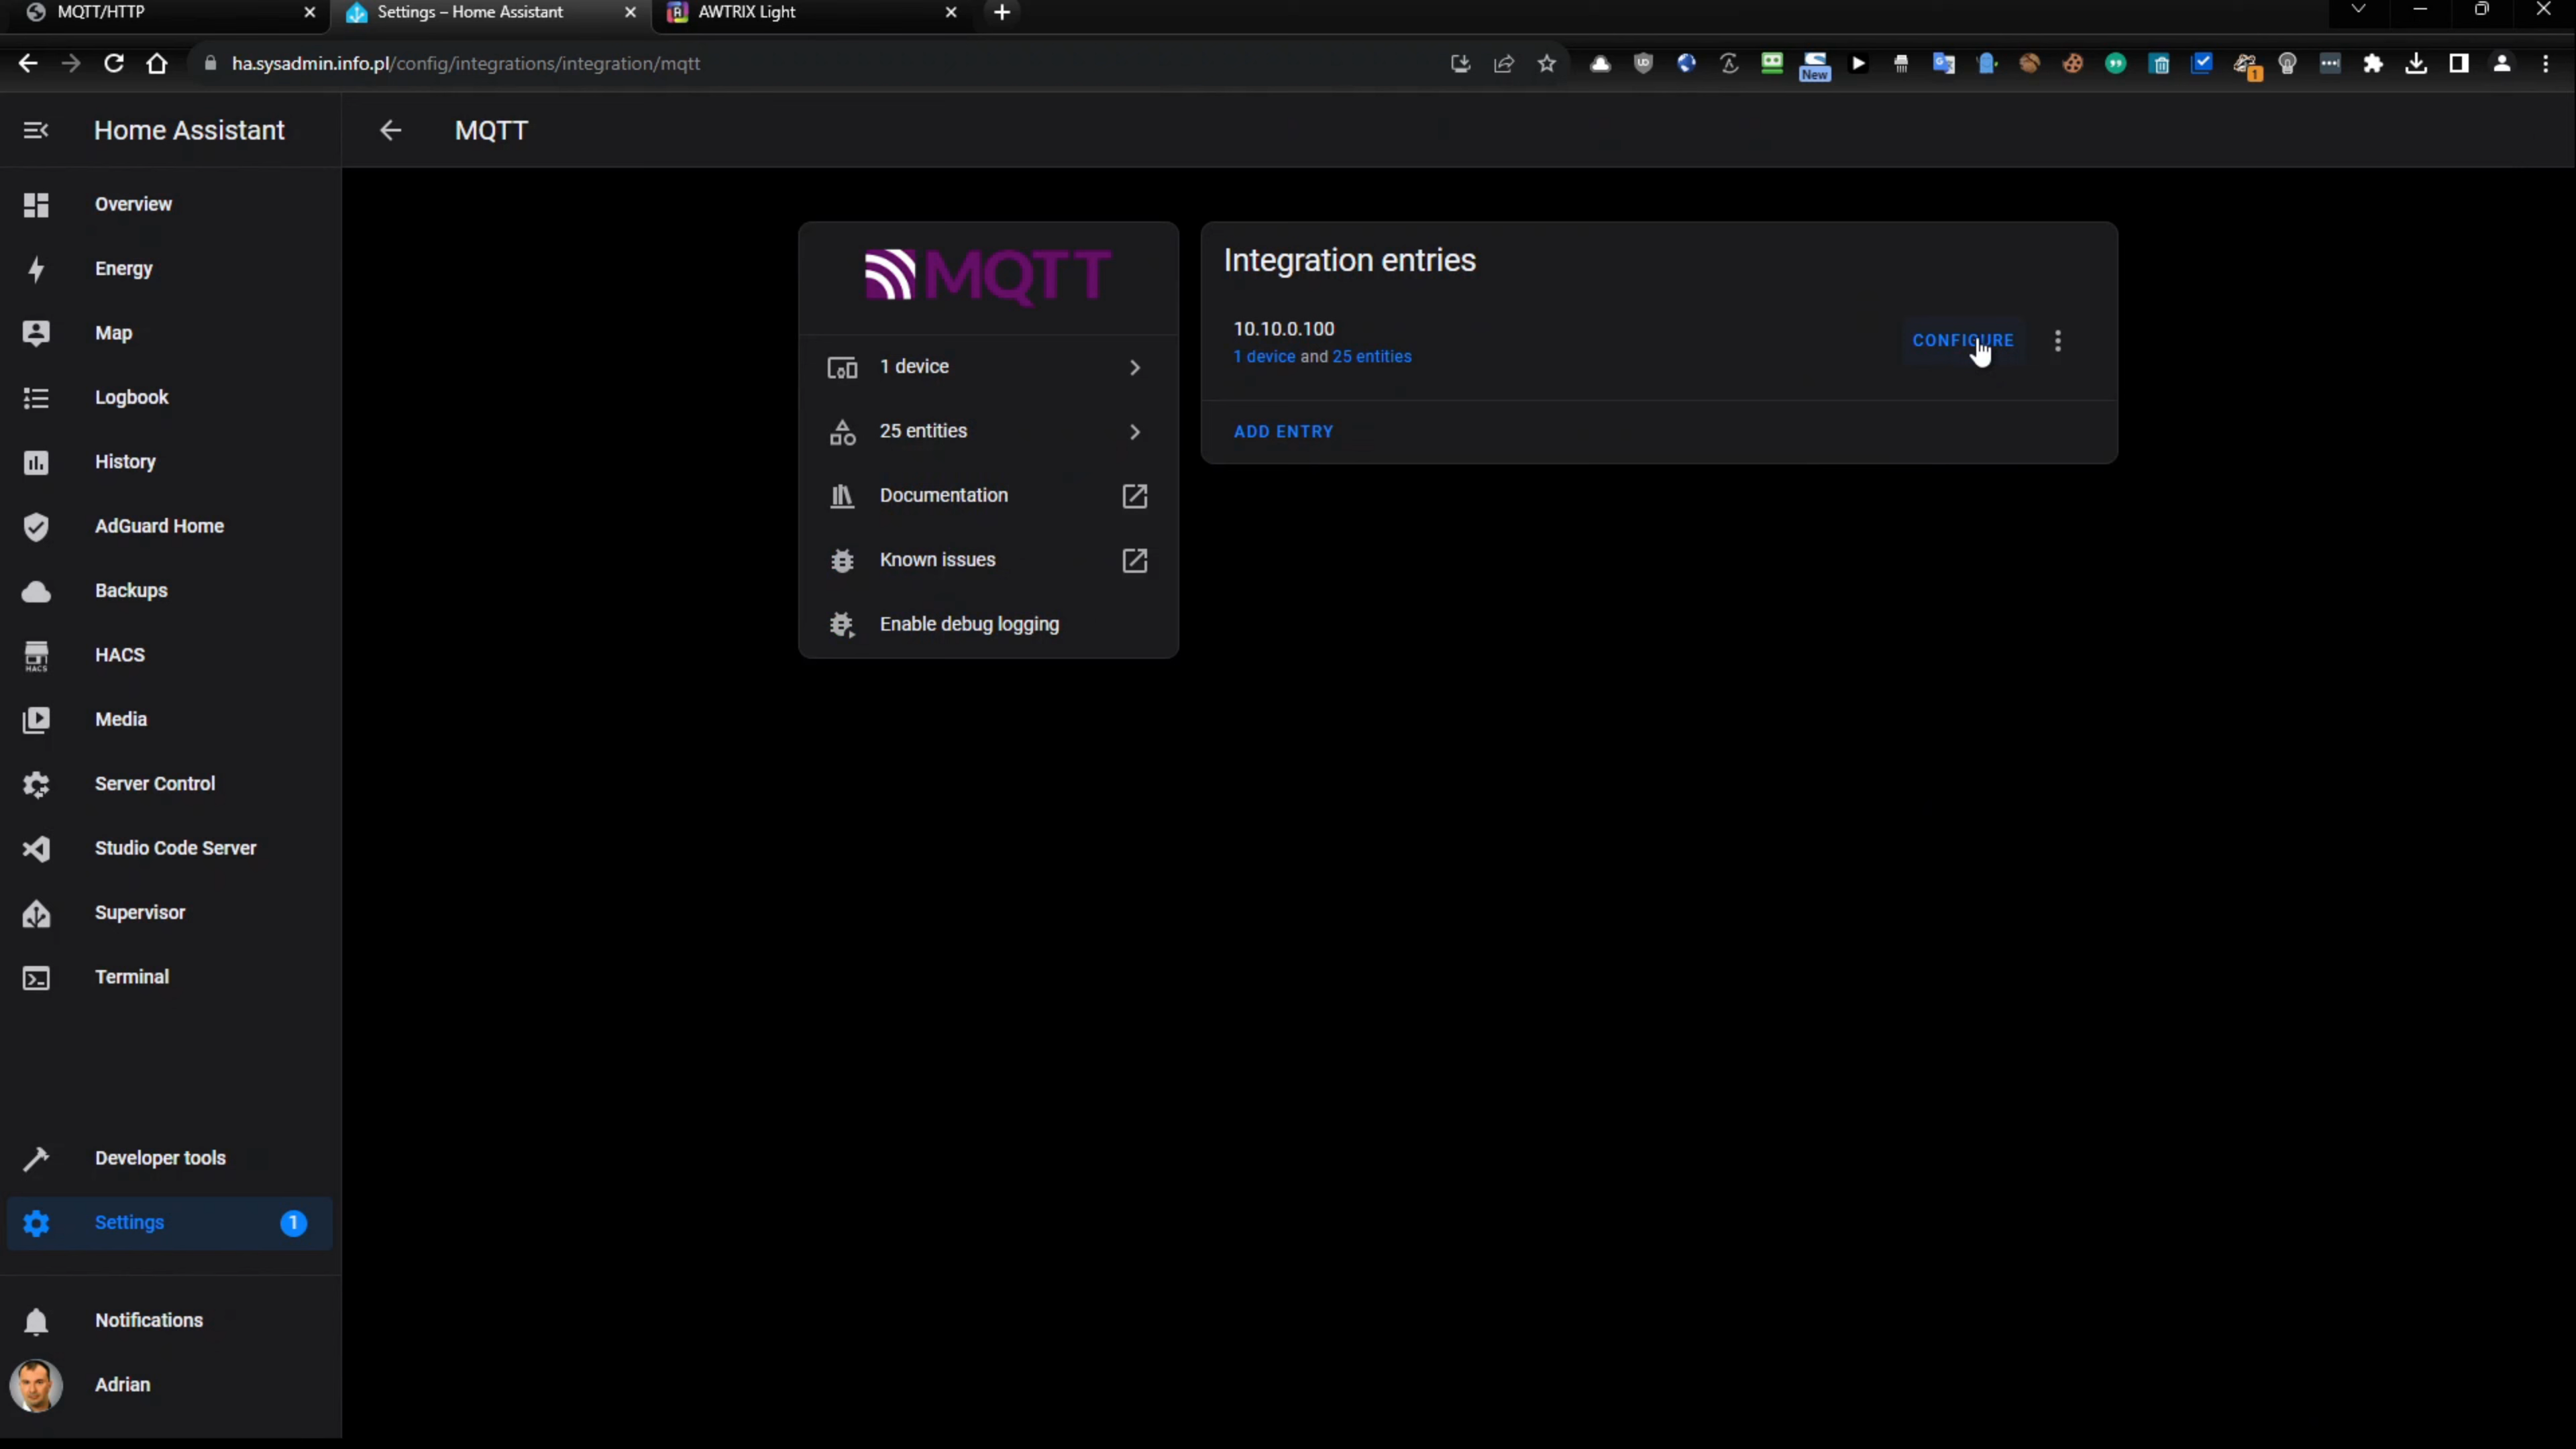 MQTT/HTTP
Settings – Home Assistant
AWTRIX Light
ha.sysadmin.info.pl/config/integrations/integration/mqtt
New
1
Home Assistant
MQTT
Overview
Energy
Map
Logbook
History
AdGuard Home
Backups
HACS
HACS
Media
Server Control
Studio Code Server
Supervisor
Terminal
Developer tools
Settings
1
Notifications
Adrian
MQTT
1 device
25 entities
Documentation
Known issues
Enable debug logging
Integration entries
10.10.0.100
1 device and 25 entities
CONFIGURE
ADD ENTRY